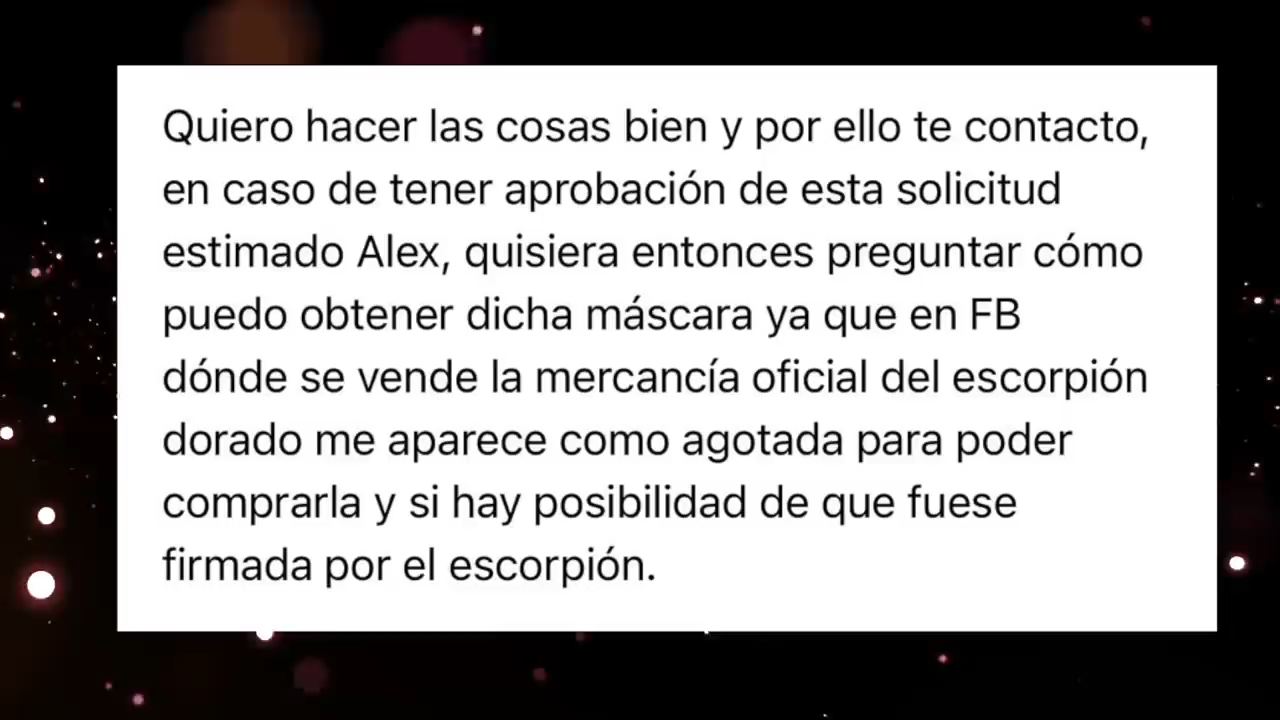 Quiero hacer las cosas bien y por ello te contacto,
en caso de tener aprobación de esta solicitud
estimado Alex, quisiera entonces preguntar cómo
puedo obtener dicha máscara ya que en FB
dónde se vende la mercancía oficial del escorpión
dorado me aparece como agotada para poder
comprarla y si hay posibilidad de que fuese
firmada por el escorpión.